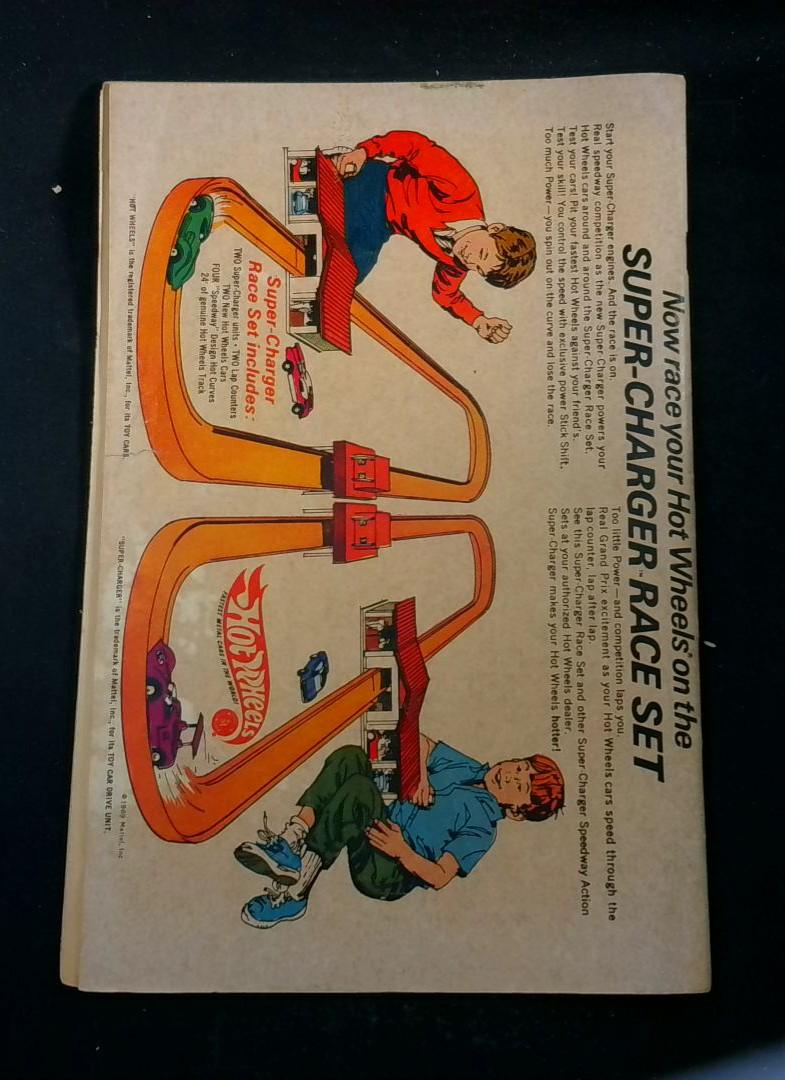 Now race your Hot Wheels® on the
SUPER-CHARGER™ RACE SET
Start your Super-Charger engines. And the race is on.
Real speedway competition as the new Super-Charger powers your
Hot Wheels cars around and around the Super-Charger Race Set.
Test your cars! Pit your fastest Hot Wheels against your friend's.
Test your skill! You control the speed with exclusive power Stick Shift.
Too much Power—you spin out on the curve and lose the race.
Too little Power—and competition laps you.
Real Grand Prix excitement as your Hot Wheels cars speed through the
lap counter, lap after lap.
See this Super-Charger Race Set and other Super-Charger Speedway Action
Sets at your authorized Hot Wheels dealer.
Super-Charger makes your Hot Wheels hotter!
Super-Charger
Race Set includes:
TWO Super-Charger units • TWO Lap Counters
TWO New Hot Wheels Cars
FOUR "Speedway" Design Hot Curves
24' of genuine Hot Wheels Track
HOT WHEELS
FASTEST METAL CARS IN THE WORLD!
"HOT WHEELS" is the registered trademark of Mattel, Inc., for its TOY CARS.
"SUPER-CHARGER" is the trademark of Mattel, Inc., for its TOY CAR DRIVE UNIT.
©1969 Mattel, Inc